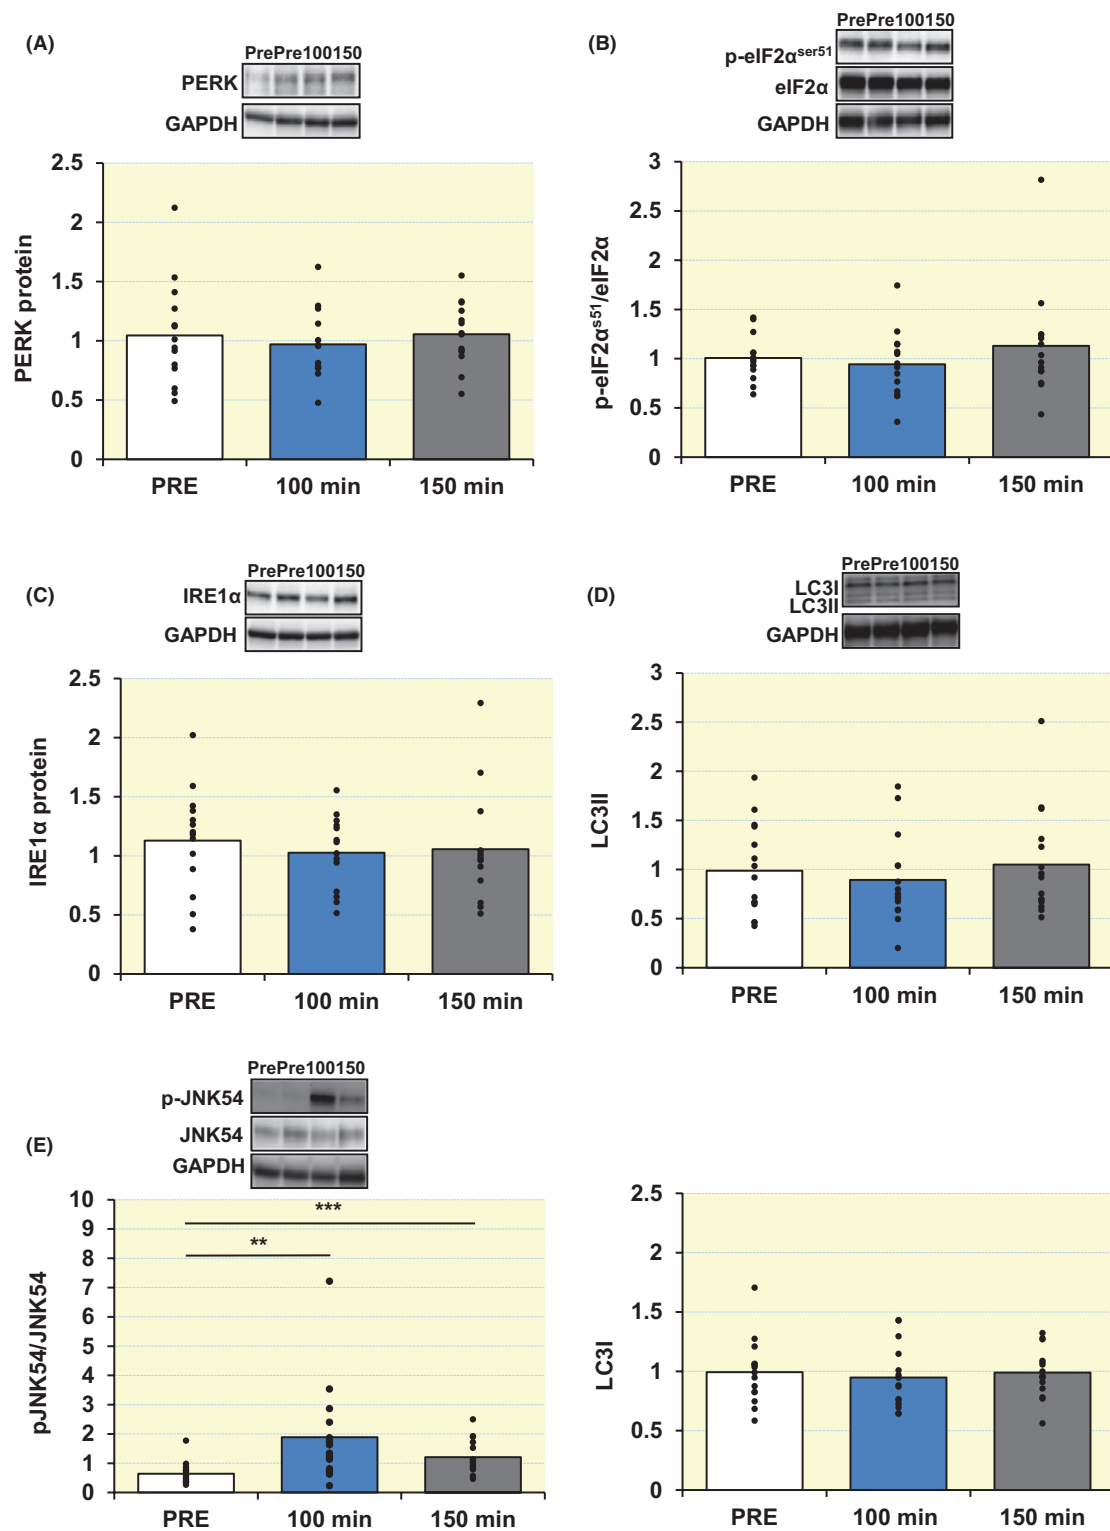 (A)
PrePre100150
PERK
GAPDH
2.5
2
1.5
1
0.5
0
PERK protein
PRE 100 min 150 min
(B)
PrePre100150
p-eIF2α^ser51
eIF2α
GAPDH
3
2.5
2
1.5
1
0.5
0
p-eIF2α^s51/eIF2α
PRE 100 min 150 min
(C)
PrePre100150
IRE1α
GAPDH
2.5
2
1.5
1
0.5
0
IRE1α protein
PRE 100 min 150 min
(D)
PrePre100150
LC3I
LC3II
GAPDH
3
2.5
2
1.5
1
0.5
0
LC3II
PRE 100 min 150 min
(E)
PrePre100150
p-JNK54
JNK54
GAPDH
10
9
8
7
6
5
4
3
2
1
0
pJNK54/JNK54
***
**
PRE 100 min 150 min
2.5
2
1.5
1
0.5
0
LC3I
PRE 100 min 150 min